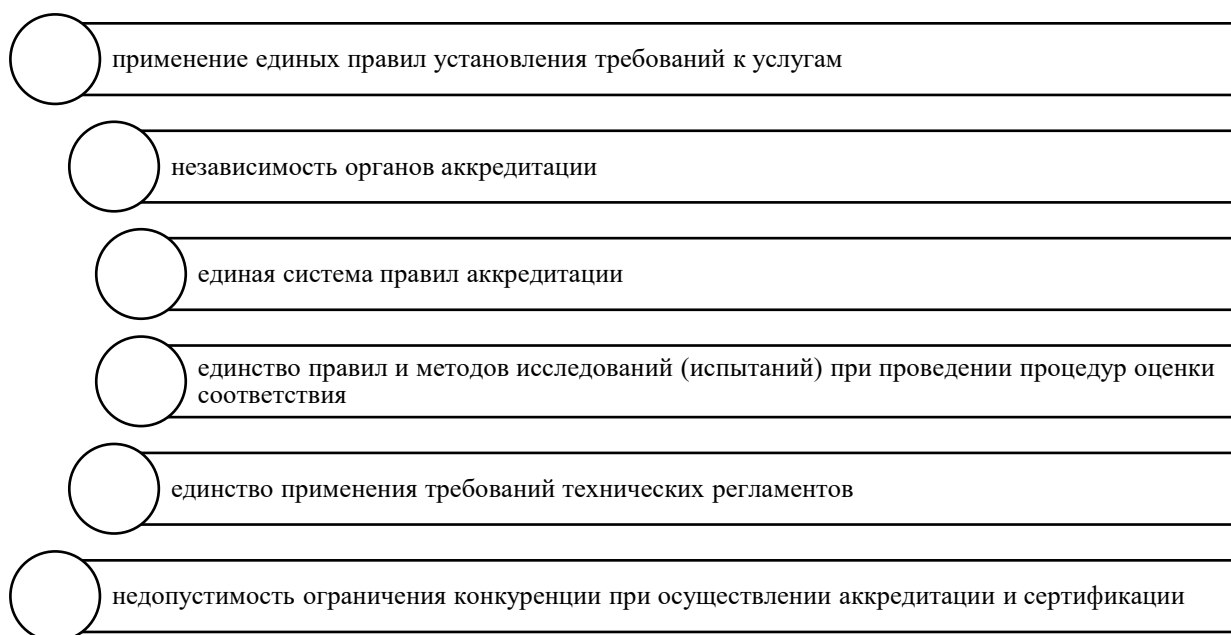 применение единых правил установления требований к услугам
независимость органов аккредитации
единая система правил аккредитации
единство правил и методов исследований (испытаний) при проведении процедур оценки
соответствия
единство применения требований технических регламентов
недопустимость ограничения конкуренции при осуществлении аккредитации и сертификации